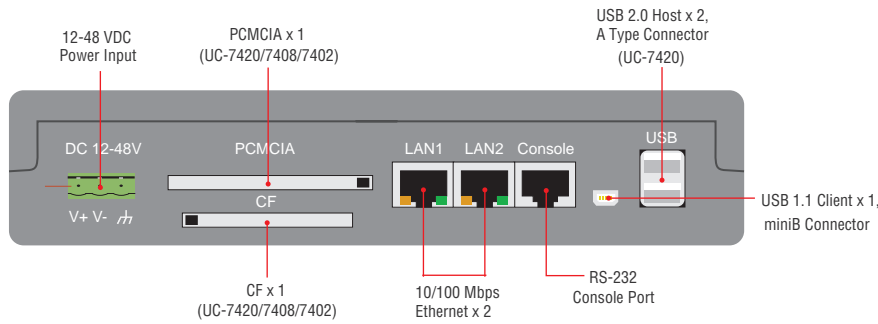 12-48 VDC
Power Input
PCMCIA x 1
(UC-7420/7408/7402)
USB 2.0 Host x 2,
A Type Connector
(UC-7420)
DC 12-48V
PCMCIA
LAN1
LAN2
Console
USB
CF
V+ V-
USB 1.1 Client x 1,
miniB Connector
CF x 1
(UC-7420/7408/7402)
10/100 Mbps
Ethernet x 2
RS-232
Console Port